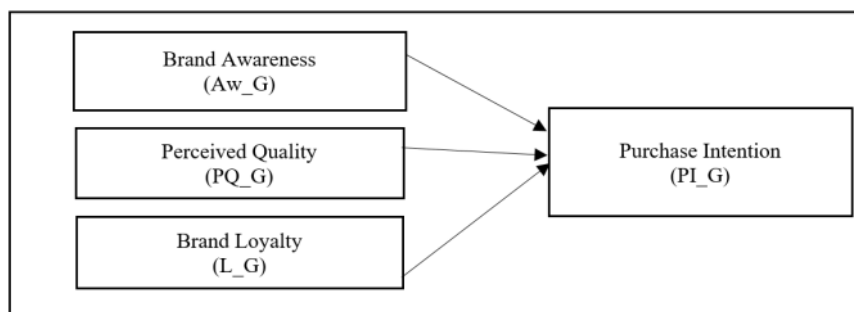 Brand Awareness
(Aw_G)
Perceived Quality
(PQ_G)
Brand Loyalty
(L_G)
Purchase Intention
(PI_G)